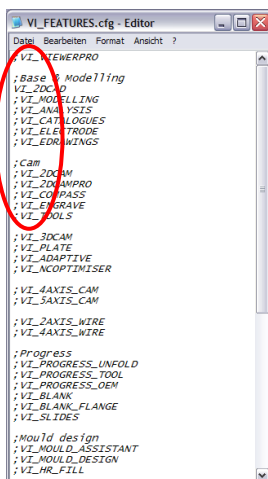 VI_FEATURES.cfg - Editor
Datei Bearbeiten Format Ansicht ?
;VI_VIEWERPRO
;Base & Modelling
VI_2DCAD
;VI_MODELLING
;VI_ANALYSIS
;VI_CATALOGUES
;VI_ELECTRODE
;VI_EDRAWINGS
;Cam
;VI_2DCAM
;VI_2DCAMPRO
;VI_COMPASS
;VI_ENGRAVE
;VI_TOOLS
;VI_3DCAM
;VI_PLATE
;VI_ADAPTIVE
;VI_NCOPTIMISER
;VI_4AXIS_CAM
;VI_5AXIS_CAM
;VI_2AXIS_WIRE
;VI_4AXIS_WIRE
;Progress
;VI_PROGRESS_UNFOLD
;VI_PROGRESS_TOOL
;VI_PROGRESS_OEM
;VI_BLANK
;VI_BLANK_FLANGE
;VI_SLIDES
;Mould design
;VI_MOULD_ASSISTANT
;VI_MOULD_DESIGN
;VI_HR_FILL